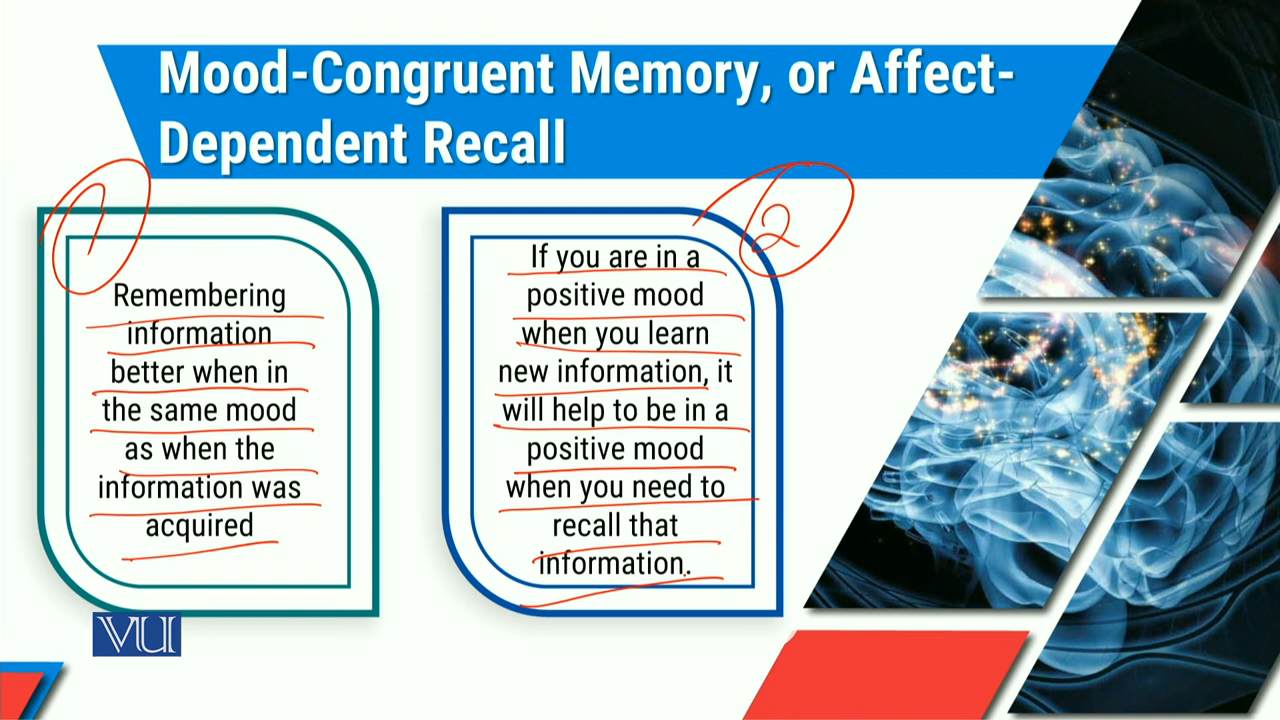 Mood-Congruent Memory, or Affect-
Dependent Recall
1
Remembering
information
better when in
the same mood
as when the
information was
acquired
2
If you are in a
positive mood
when you learn
new information, it
will help to be in a
positive mood
when you need to
recall that
information.
VU